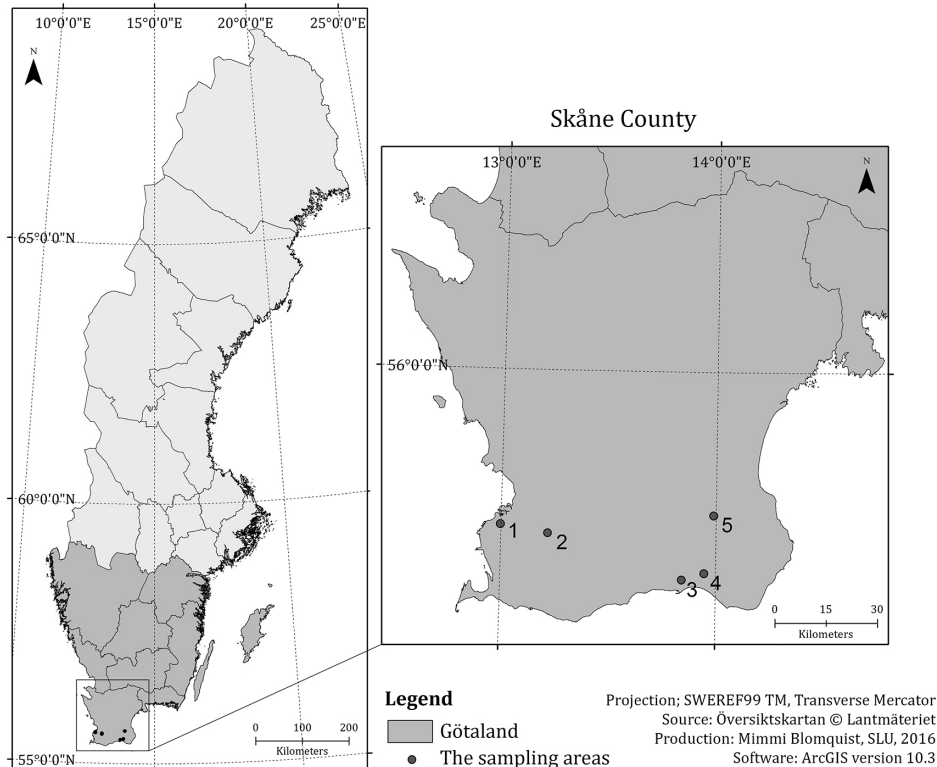 10°0'0"E
15°0'0"E
20°0'0"E
25°0'0"E
N
65°0'0"N
60°0'0"N
55°0'0"N
0 100 200
Kilometers
Skåne County
13°0'0"E
14°0'0"E
N
56°0'0"N
1
2
3
4
5
0 15 30
Kilometers
Legend
Götaland
The sampling areas
Projection; SWEREF99 TM, Transverse Mercator
Source: Översiktskartan © Lantmäteriet
Production: Mimmi Blomquist, SLU, 2016
Software: ArcGIS version 10.3